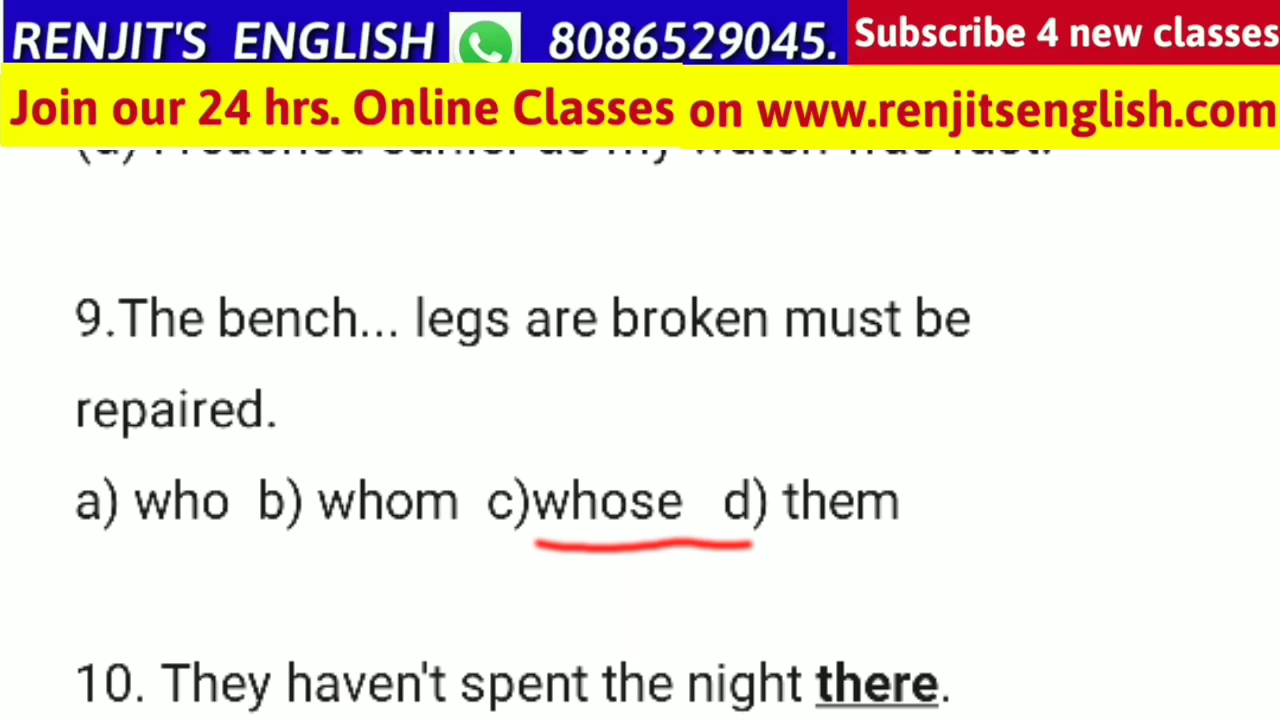 RENJIT'S ENGLISH 8086529045. Subscribe 4 new classes
Join our 24 hrs. Online Classes on www.renjitsenglish.com
9.The bench... legs are broken must be
repaired.
a) who b) whom c)whose d) them
10. They haven't spent the night there.